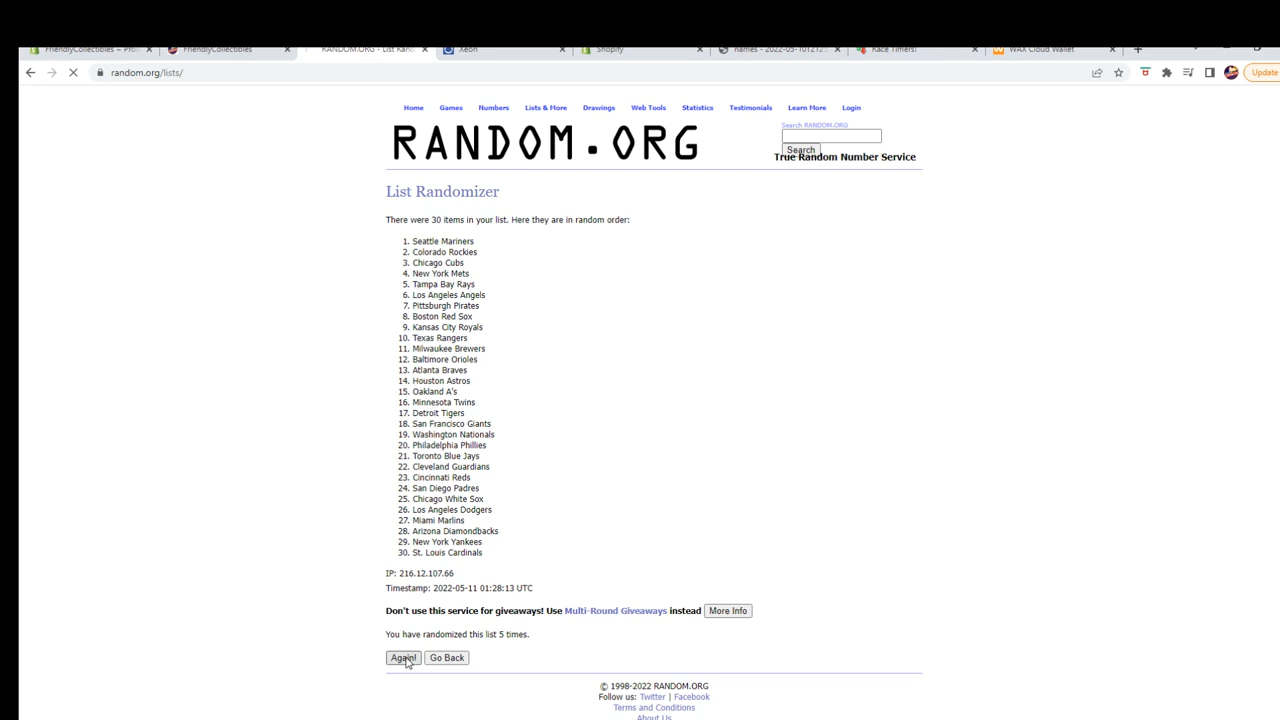 FriendlyCollectibles ~ Pro
FriendlyCollectibles
RANDOM.ORG - List Ran
Xeon
Shopify
names - 2022-05-10T123
Race Timers!
WAX Cloud Wallet
random.org/lists/
Update
Home Games Numbers Lists & More Drawings Web Tools Statistics Testimonials Learn More Login
RANDOM.ORG
Search RANDOM.ORG
Search
True Random Number Service
List Randomizer
There were 30 items in your list. Here they are in random order:
1. Seattle Mariners
2. Colorado Rockies
3. Chicago Cubs
4. New York Mets
5. Tampa Bay Rays
6. Los Angeles Angels
7. Pittsburgh Pirates
8. Boston Red Sox
9. Kansas City Royals
10. Texas Rangers
11. Milwaukee Brewers
12. Baltimore Orioles
13. Atlanta Braves
14. Houston Astros
15. Oakland A's
16. Minnesota Twins
17. Detroit Tigers
18. San Francisco Giants
19. Washington Nationals
20. Philadelphia Phillies
21. Toronto Blue Jays
22. Cleveland Guardians
23. Cincinnati Reds
24. San Diego Padres
25. Chicago White Sox
26. Los Angeles Dodgers
27. Miami Marlins
28. Arizona Diamondbacks
29. New York Yankees
30. St. Louis Cardinals
IP: 216.12.107.66
Timestamp: 2022-05-11 01:28:13 UTC
Don't use this service for giveaways! Use Multi-Round Giveaways instead More Info
You have randomized this list 5 times.
Again! Go Back
© 1998-2022 RANDOM.ORG
Follow us: Twitter | Facebook
Terms and Conditions
About Us